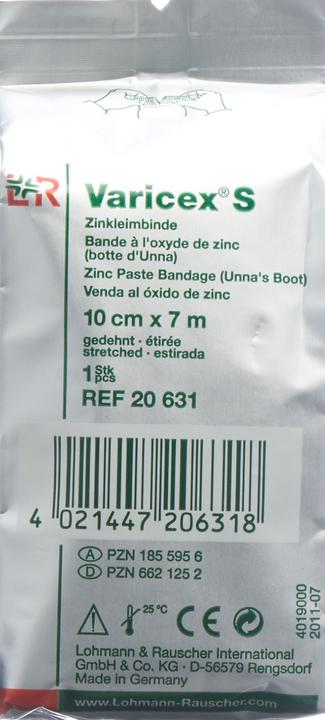 L&R Varicex® S
Zinkleimbinde
Bande à l'oxyde de zinc
(botte d'Unna)
Zinc Paste Bandage (Unna's Boot)
Venda al óxido de zinc
10 cm x 7 m
gedehnt · étirée
stretched · estirada
1 Stk
pcs
REF 20 631
4 021447 206318
A PZN 185 595 6
D PZN 662 125 2
25 °C CE
4019000
2011-07
Lohmann & Rauscher International
GmbH & Co. KG · D-56579 Rengsdorf
Made in Germany
www.Lohmann-Rauscher.com